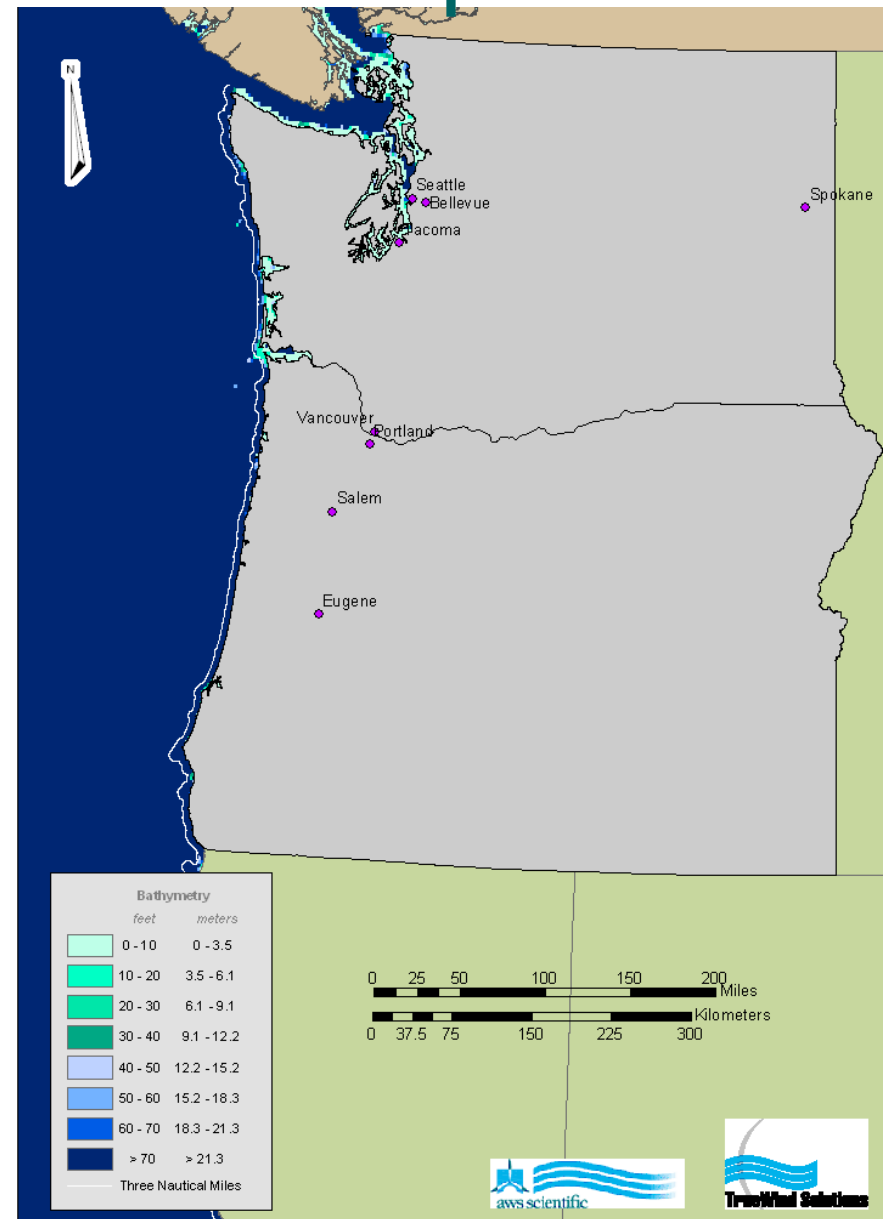 N
Seattle
Bellevue
Spokane
acoma
Vancouver
Portland
Salem
Eugene
Bathymetry
feet meters
0 - 10 0 - 3.5
10 - 20 3.5 - 6.1
20 - 30 6.1 - 9.1
30 - 40 9.1 - 12.2
40 - 50 12.2 - 15.2
50 - 60 15.2 - 18.3
60 - 70 18.3 - 21.3
> 70 > 21.3
Three Nautical Miles
0 25 50 100 150 200
Miles
Kilometers
0 37.5 75 150 225 300
aws scientific
TrueWind Solutions